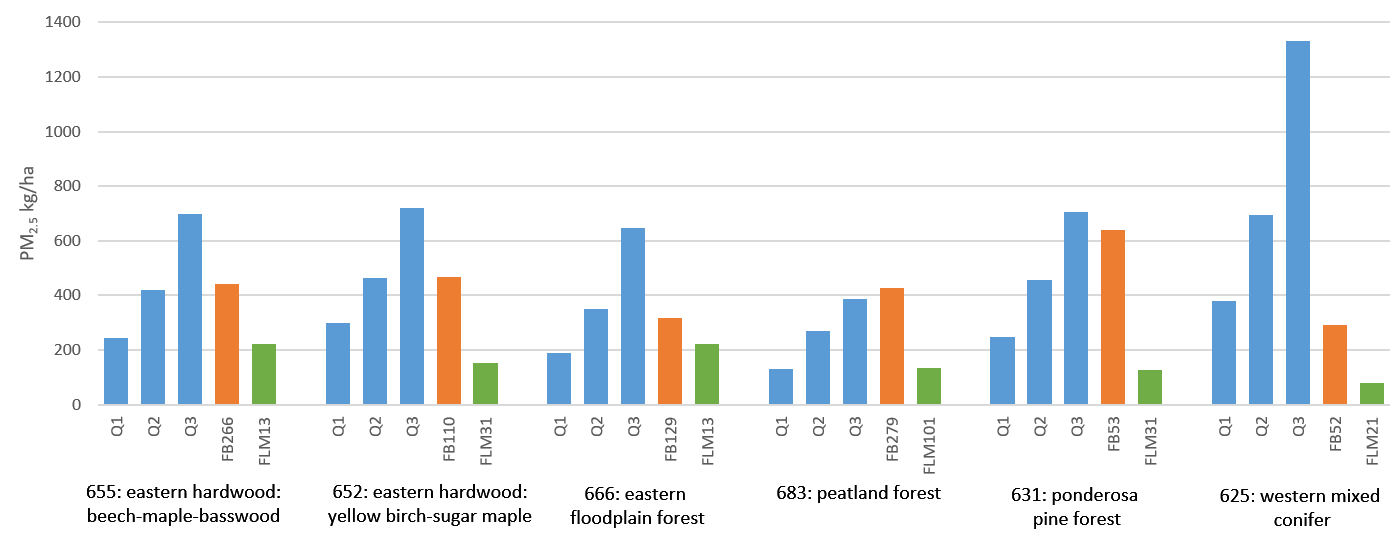 1400
1200
1000
800
600
400
200
0
PM2.5 kg/ha
Q1
Q2
Q3
FB266
FLM13
Q1
Q2
Q3
FB110
FLM31
Q1
Q2
Q3
FB129
FLM13
Q1
Q2
Q3
FB279
FLM101
Q1
Q2
Q3
FB53
FLM31
Q1
Q2
Q3
FB52
FLM21
655: eastern hardwood:
beech-maple-basswood
652: eastern hardwood:
yellow birch-sugar maple
666: eastern
floodplain forest
683: peatland forest
631: ponderosa
pine forest
625: western mixed
conifer